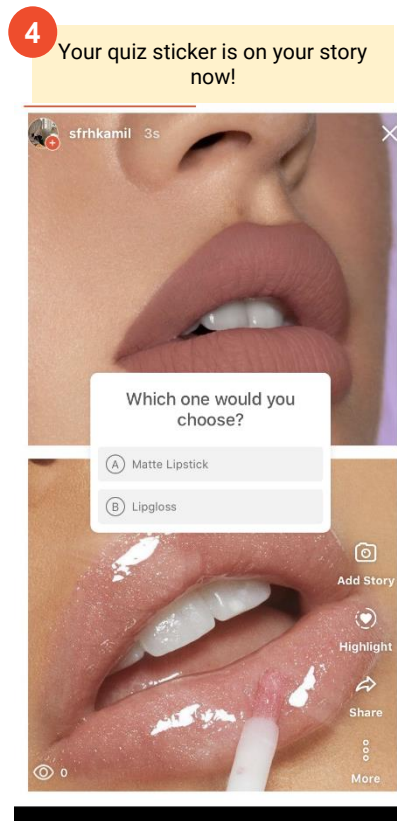 4
Your quiz sticker is on your story
now!
sfrhkamil 3s
Which one would you
choose?
A Matte Lipstick
B Lipgloss
Add Story
Highlight
Share
0
More